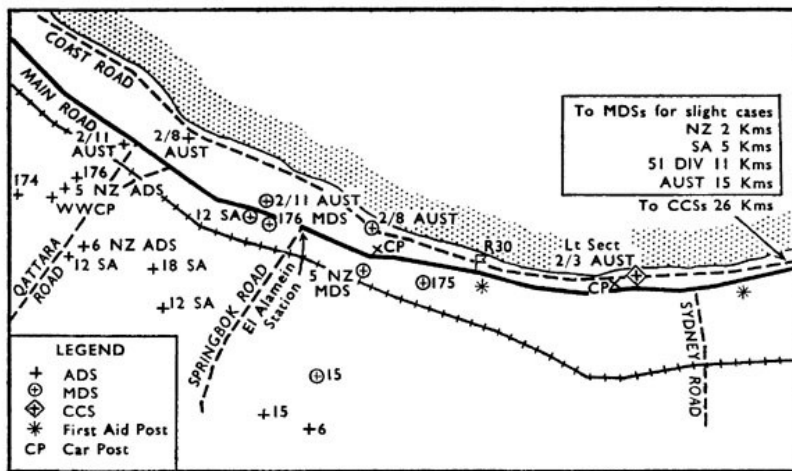 COAST ROAD
MAIN ROAD
2/11
AUST
2/8
AUST
176
174
5 NZ ADS
WWCP
6 NZ ADS
12 SA
18 SA
12 SA
QATTARA
ROAD
2/11 AUST
12 SA
176 MDS
2/8 AUST
CP
5 NZ
MDS
175
R30
SPRINGBOK ROAD
El Alamein
Station
15
15
6
Lt Sect
2/3 AUST
CP
SYDNEY
ROAD
To MDSs for slight cases
NZ 2 Kms
SA 5 Kms
51 DIV 11 Kms
AUST 15 Kms
To CCSs 26 Kms
LEGEND
ADS
MDS
CCS
First Aid Post
CP Car Post